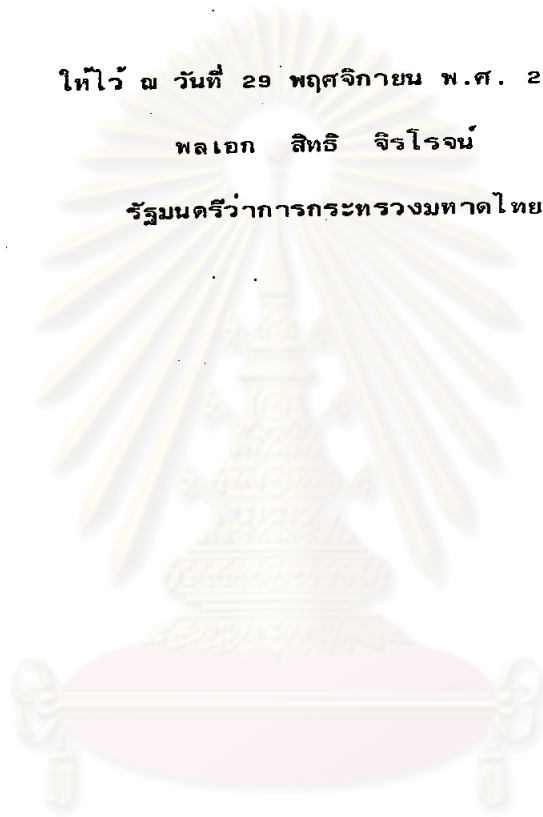 ให้ไว้ ณ วันที่ 29 พฤศจิกายน พ.ศ. 2
พลเอก สิทธิ จิรโรจน์
รัฐมนตรีว่าการกระทรวงมหาดไทย